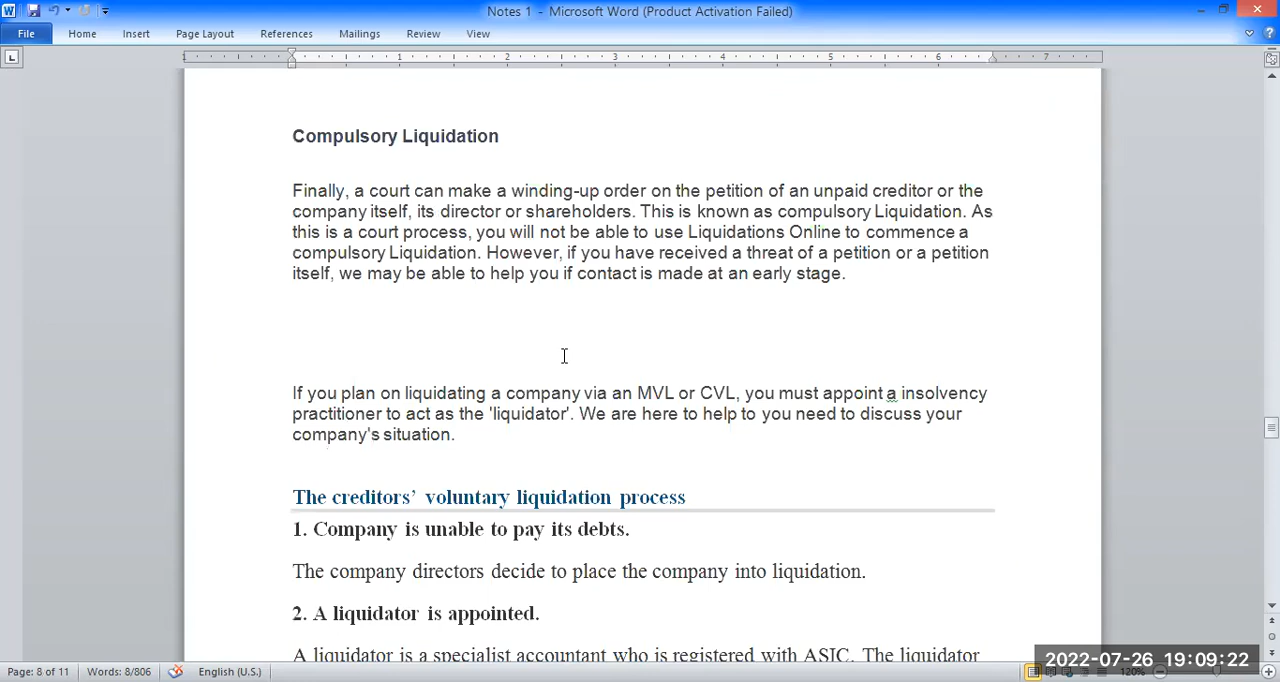 Notes 1 - Microsoft Word (Product Activation Failed)
File Home Insert Page Layout References Mailings Review View
1 1 2 3 4 5 6 7
Compulsory Liquidation
Finally, a court can make a winding-up order on the petition of an unpaid creditor or the
company itself, its director or shareholders. This is known as compulsory Liquidation. As
this is a court process, you will not be able to use Liquidations Online to commence a
compulsory Liquidation. However, if you have received a threat of a petition or a petition
itself, we may be able to help you if contact is made at an early stage.
If you plan on liquidating a company via an MVL or CVL, you must appoint a insolvency
practitioner to act as the 'liquidator'. We are here to help to you need to discuss your
company's situation.
The creditors’ voluntary liquidation process
1. Company is unable to pay its debts.
The company directors decide to place the company into liquidation.
2. A liquidator is appointed.
A liquidator is a specialist accountant who is registered with ASIC. The liquidator
Page: 8 of 11 Words: 8/806 English (U.S.) 120%
2022-07-26 19:09:22